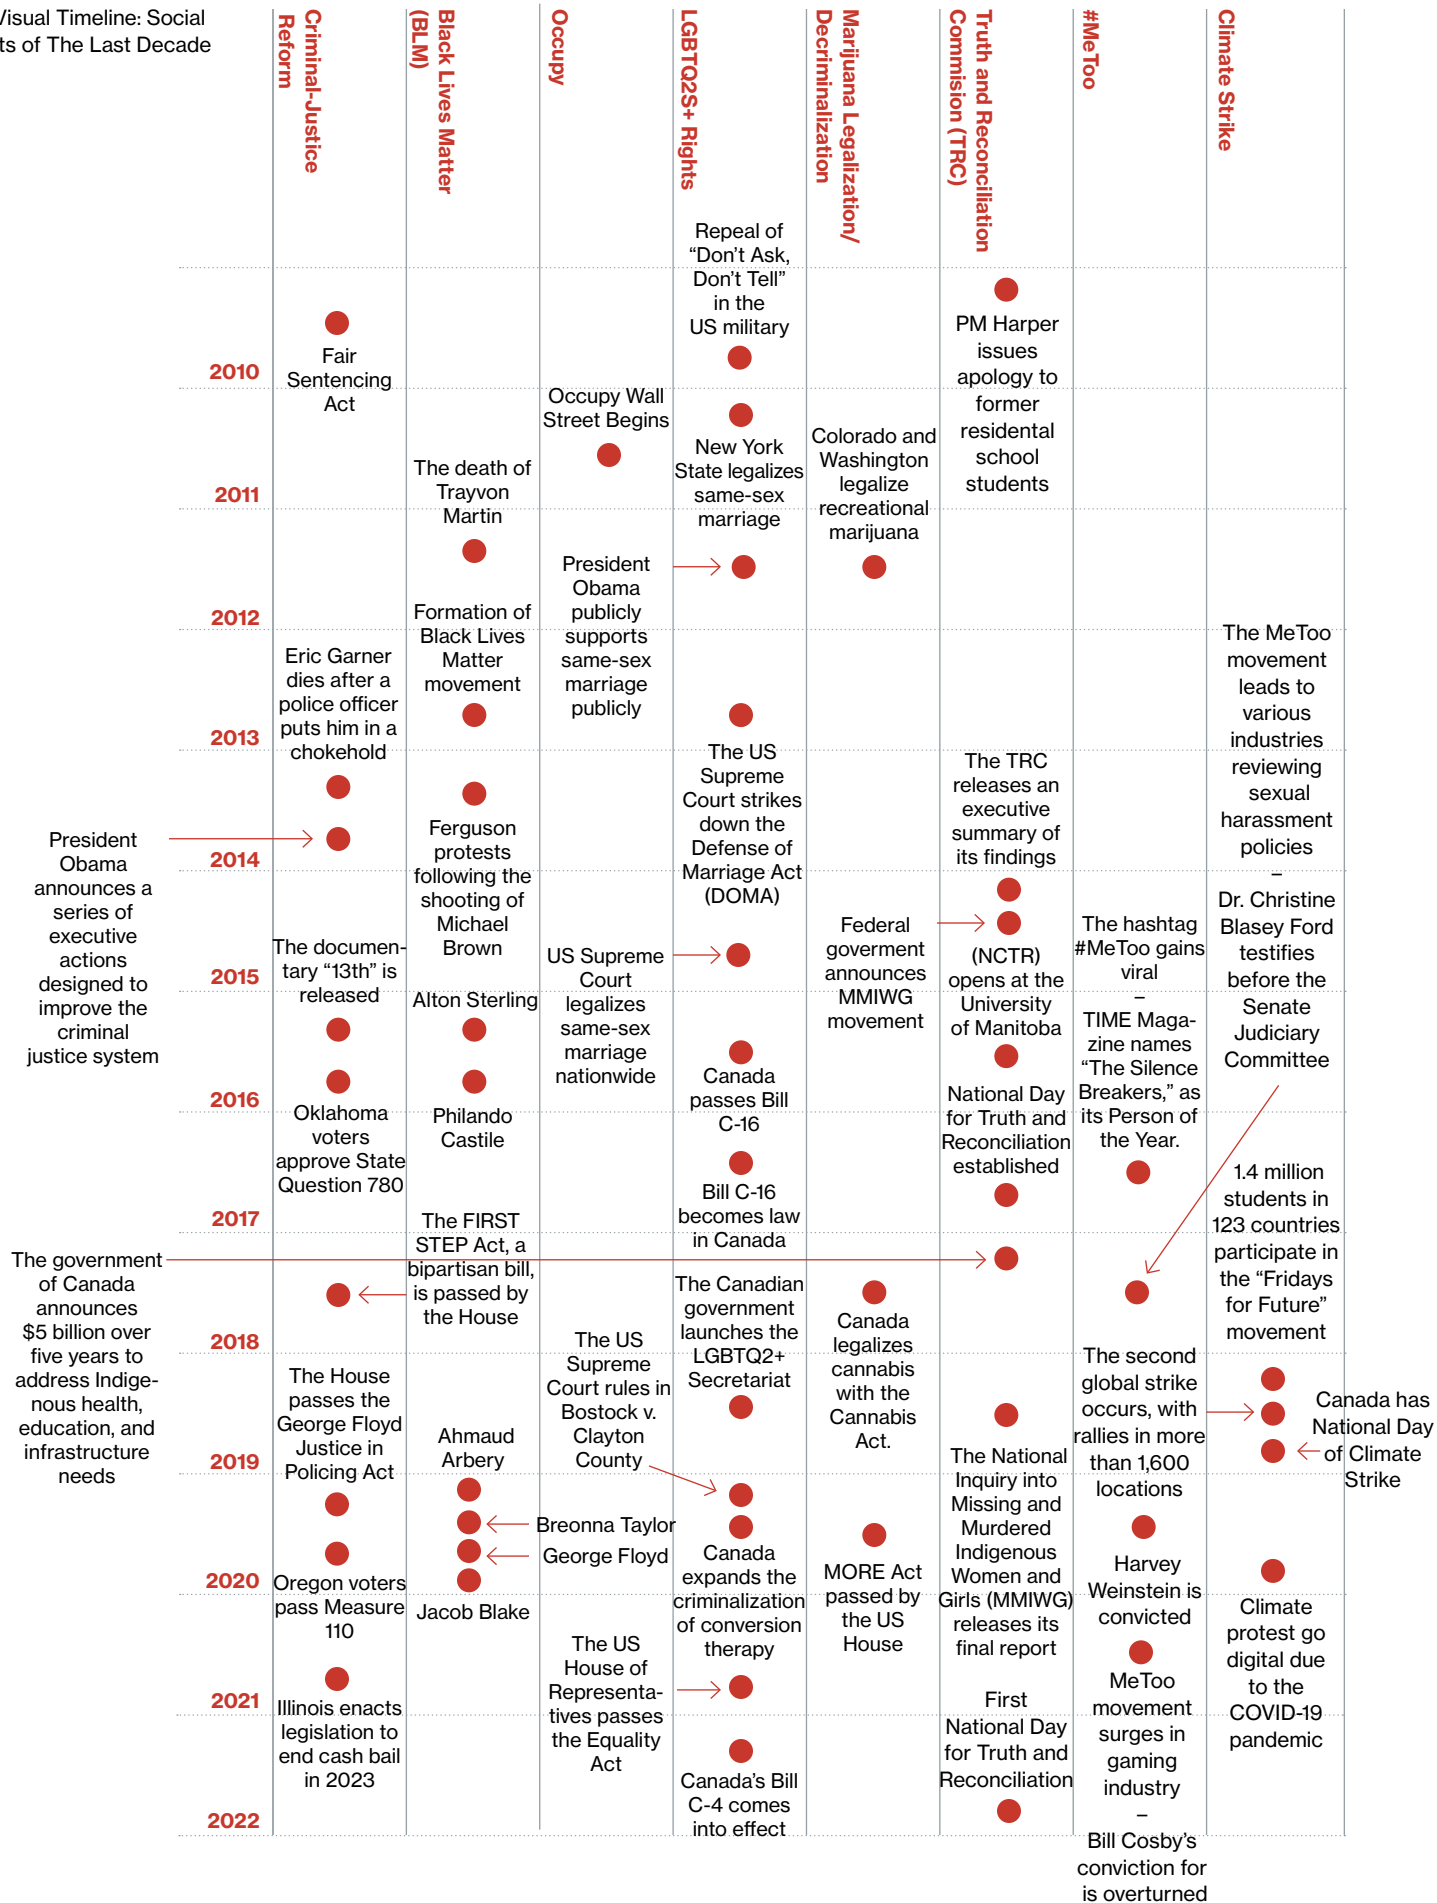 Visual Timeline: Social
ts of The Last Decade
Criminal-Justice
Reform
Black Lives Matter
(BLM)
Occupy
LGBTQ2S+ Rights
Marijuana Legalization/
Decriminalization
Truth and Reconciliation
Commision (TRC)
#MeToo
Climate Strike
2010
2011
2012
2013
2014
2015
2016
2017
2018
2019
2020
2021
2022
President
Obama
announces a
series of
executive
actions
designed to
improve the
criminal
justice system
The government
of Canada
announces
$5 billion over
five years to
address Indige-
nous health,
education, and
infrastructure
needs
Fair
Sentencing
Act
Eric Garner
dies after a
police officer
puts him in a
chokehold
The documen-
tary “13th” is
released
Oklahoma
voters
approve State
Question 780
The House
passes the
George Floyd
Justice in
Policing Act
Oregon voters
pass Measure
110
Illinois enacts
legislation to
end cash bail
in 2023
The death of
Trayvon
Martin
Formation of
Black Lives
Matter
movement
Ferguson
protests
following the
shooting of
Michael
Brown
Alton Sterling
Philando
Castile
The FIRST
STEP Act, a
bipartisan bill,
is passed by
the House
Ahmaud
Arbery
Jacob Blake
Occupy Wall
Street Begins
President
Obama
publicly
supports
same-sex
marriage
publicly
US Supreme
Court
legalizes
same-sex
marriage
nationwide
The US
Supreme
Court rules in
Bostock v.
Clayton
County
Breonna Taylor
George Floyd
The US
House of
Representa-
tives passes
the Equality
Act
Repeal of
“Don’t Ask,
Don’t Tell”
in the
US military
New York
State legalizes
same-sex
marriage
The US
Supreme
Court strikes
down the
Defense of
Marriage Act
(DOMA)
Canada
passes Bill
C-16
Bill C-16
becomes law
in Canada
The Canadian
government
launches the
LGBTQ2+
Secretariat
Canada
expands the
criminalization
of conversion
therapy
Canada’s Bill
C-4 comes
into effect
Colorado and
Washington
legalize
recreational
marijuana
Federal
goverment
announces
MMIWG
movement
Canada
legalizes
cannabis
with the
Cannabis
Act.
MORE Act
passed by
the US
House
PM Harper
issues
apology to
former
residental
school
students
The TRC
releases an
executive
summary of
its findings
(NCTR)
opens at the
University
of Manitoba
National Day
for Truth and
Reconciliation
established
The National
Inquiry into
Missing and
Murdered
Indigenous
Women and
Girls (MMIWG)
releases its
final report
First
National Day
for Truth and
Reconciliation
The hashtag
#MeToo gains
viral
–
TIME Maga-
zine names
“The Silence
Breakers,” as
its Person of
the Year.
The second
global strike
occurs, with
rallies in more
than 1,600
locations
Harvey
Weinstein is
convicted
MeToo
movement
surges in
gaming
industry
–
Bill Cosby’s
conviction for
is overturned
The MeToo
movement
leads to
various
industries
reviewing
sexual
harassment
policies
–
Dr. Christine
Blasey Ford
testifies
before the
Senate
Judiciary
Committee
1.4 million
students in
123 countries
participate in
the “Fridays
for Future”
movement
Canada has
National Day
of Climate
Strike
Climate
protest go
digital due
to the
COVID-19
pandemic